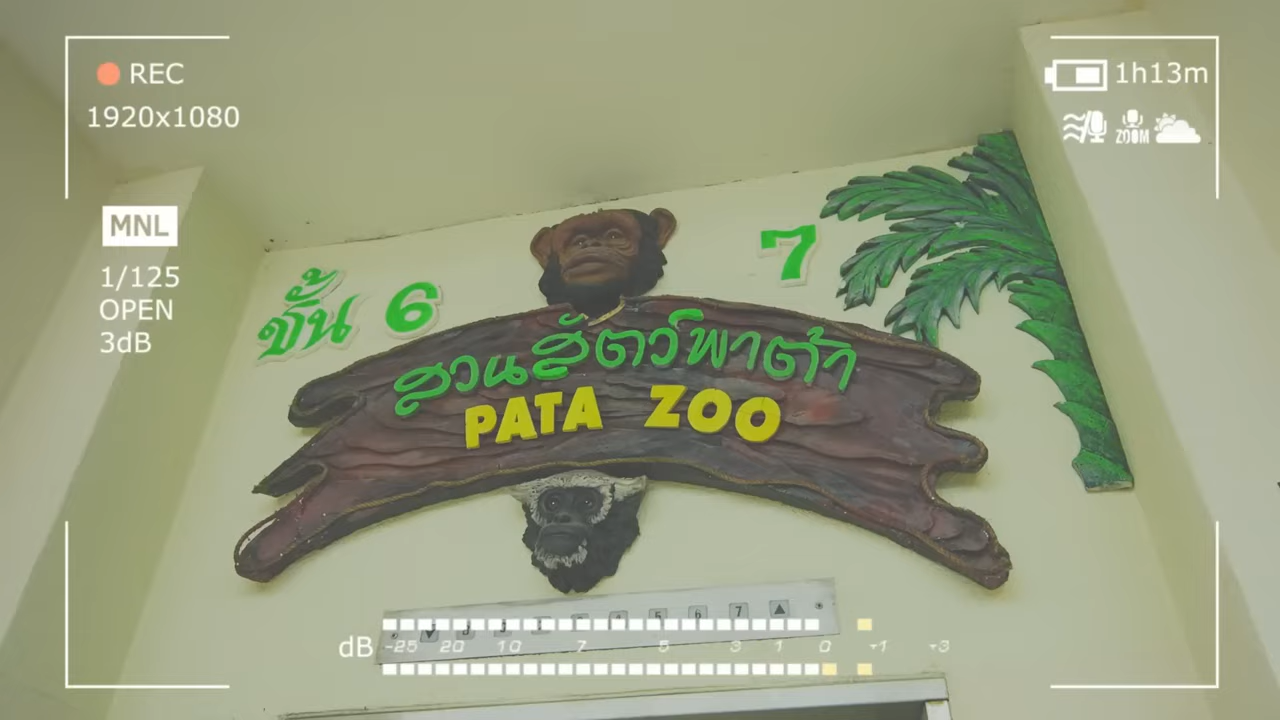 REC
1920x1080
1h13m
ZOOM
MNL
1/125
OPEN
3dB
ชั้น 6 7
สวนสัตว์พาต้า
PATA ZOO
5 6 7
dB -25 20 10 7 5 3 1 0 +1 +3